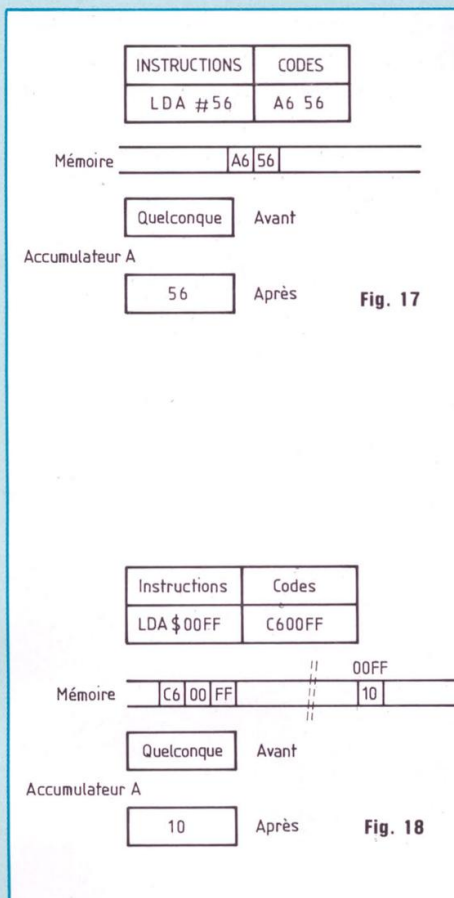 INSTRUCTIONS CODES
LDA #56 A6 56
Mémoire A6 56
Quelconque Avant
Accumulateur A
56 Après Fig. 17
Instructions Codes
LDA $00FF C600FF
00FF
Mémoire C6 00 FF 10
Quelconque Avant
Accumulateur A
10 Après Fig. 18